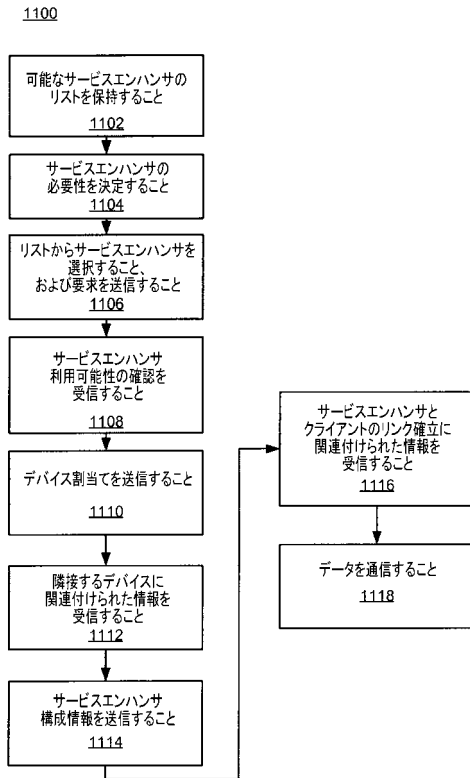 1100
可能なサービスエンハンサの
リストを保持すること
1102
サービスエンハンサの
必要性を決定すること
1104
リストからサービスエンハンサを
選択すること、
および要求を送信すること
1106
サービスエンハンサ
利用可能性の確認を
受信すること
1108
デバイス割当てを送信すること
1110
隣接するデバイスに
関連付けられた情報を
受信すること
1112
サービスエンハンサ
構成情報を送信すること
1114
サービスエンハンサと
クライアントのリンク確立に
関連付けられた情報を
受信すること
1116
データを通信すること
1118